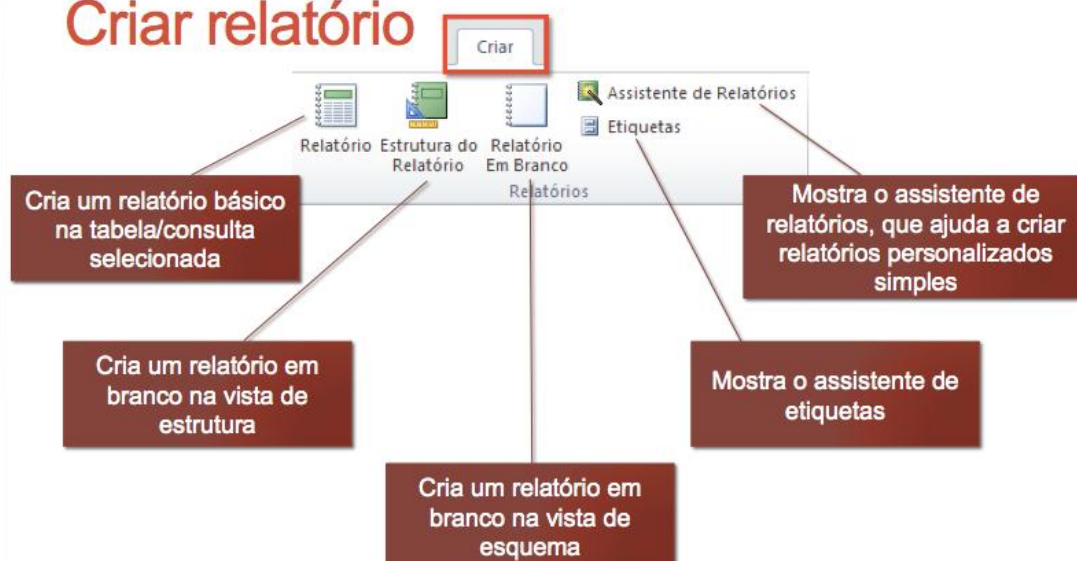 Criar relatório
Criar
Relatório
Estrutura do
Relatório
Relatório
Em Branco
Assistente de Relatórios
Etiquetas
Relatórios
Cria um relatório básico
na tabela/consulta
selecionada
Mostra o assistente de
relatórios, que ajuda a criar
relatórios personalizados
simples
Cria um relatório em
branco na vista de
estrutura
Mostra o assistente de
etiquetas
Cria um relatório em
branco na vista de
esquema